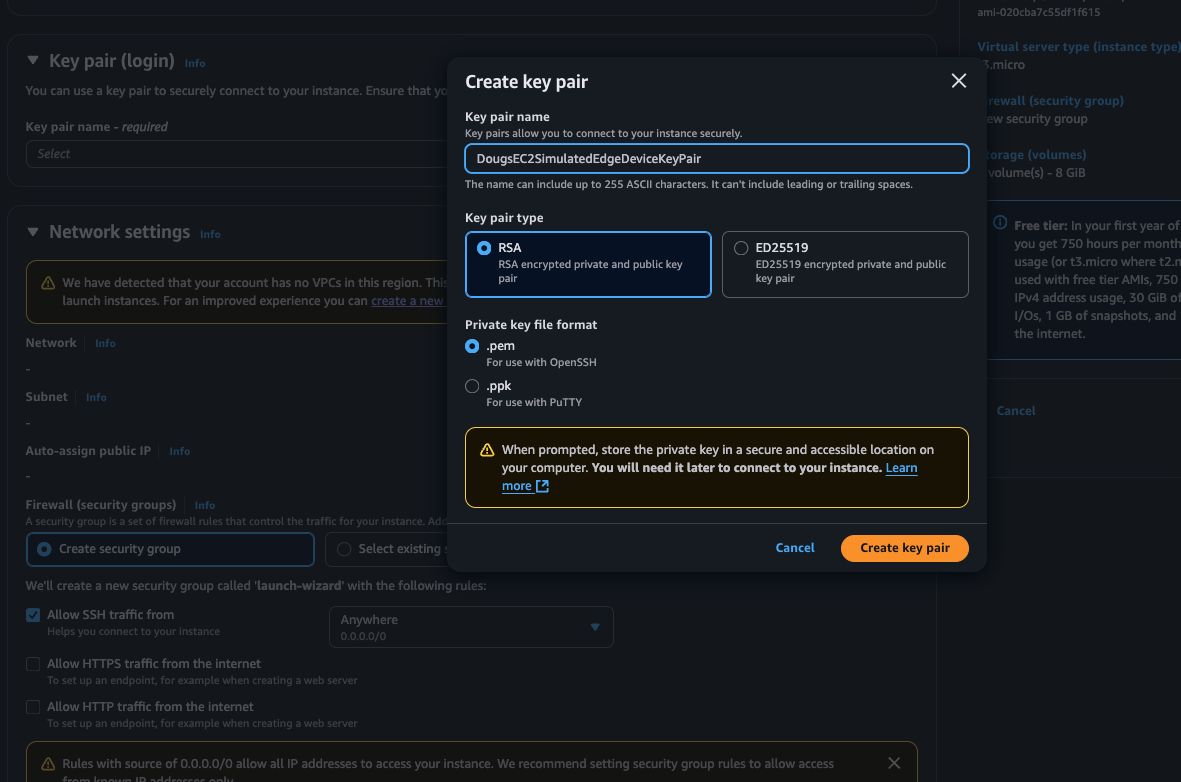 ami-020cba7c55df1f615
Key pair (login) Info
You can use a key pair to securely connect to your instance. Ensure that
Key pair name - required
Select
Network settings Info
We have detected that your account has no VPCs in this region.
launch instances. For an improved experience you can create a new
Network Info
-
Subnet Info
-
Auto-assign public IP Info
-
Firewall (security groups) Info
A security group is a set of firewall rules that control the traffic for your instance.
Create security group
Select existing
We'll create a new security group called 'launch-wizard' with the following rules:
Allow SSH traffic from
Helps you connect to your instance
Anywhere
0.0.0.0/0
Allow HTTPS traffic from the internet
To set up an endpoint, for example when creating a web server
Allow HTTP traffic from the internet
To set up an endpoint, for example when creating a web server
Rules with source of 0.0.0.0/0 allow all IP addresses to access your instance. We recommend setting security group rules to allow access
from known IP addresses only.
Create key pair
Key pair name
Key pairs allow you to connect to your instance securely.
DougsEC2SimulatedEdgeDeviceKeyPair
The name can include up to 255 ASCII characters. It can't include leading or trailing spaces.
Key pair type
RSA
RSA encrypted private and public key
pair
ED25519
ED25519 encrypted private and public
key pair
Private key file format
.pem
For use with OpenSSH
.ppk
For use with PuTTY
When prompted, store the private key in a secure and accessible location on
your computer. You will need it later to connect to your instance. Learn
more
Cancel
Create key pair
Virtual server type (instance type)
t3.micro
(security group)
security group
(volumes)
volume(s) - 8 GiB
Free tier: In your first year of
you get 750 hours per month
usage (or t3.micro where
used with free tier AMIs, 750
IPv4 address usage, 30 GiB of
I/Os, 1 GB of snapshots, and
the internet.
Cancel